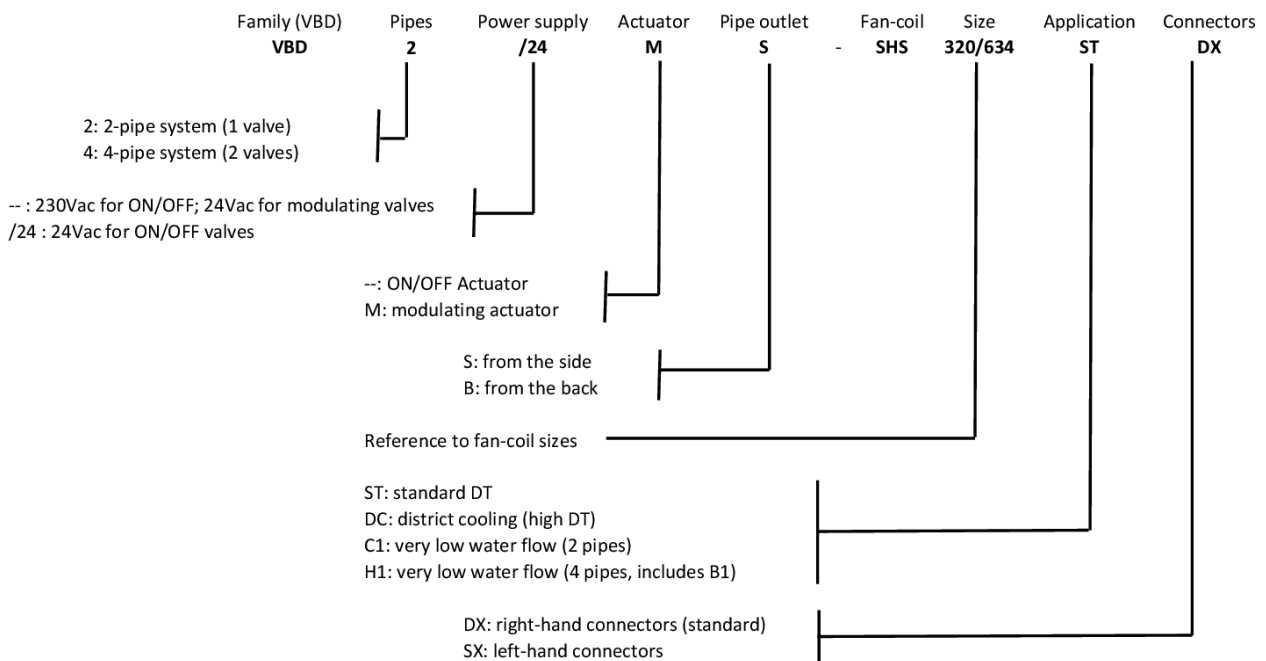 Family (VBD) Pipes Power supply Actuator Pipe outlet Fan-coil Size Application Connectors
VBD 2 /24 M S - SHS 320/634 ST DX
2: 2-pipe system (1 valve)
4: 4-pipe system (2 valves)
-- : 230Vac for ON/OFF; 24Vac for modulating valves
/24 : 24Vac for ON/OFF valves
--: ON/OFF Actuator
M: modulating actuator
S: from the side
B: from the back
Reference to fan-coil sizes
ST: standard DT
DC: district cooling (high DT)
C1: very low water flow (2 pipes)
H1: very low water flow (4 pipes, includes B1)
DX: right-hand connectors (standard)
SX: left-hand connectors